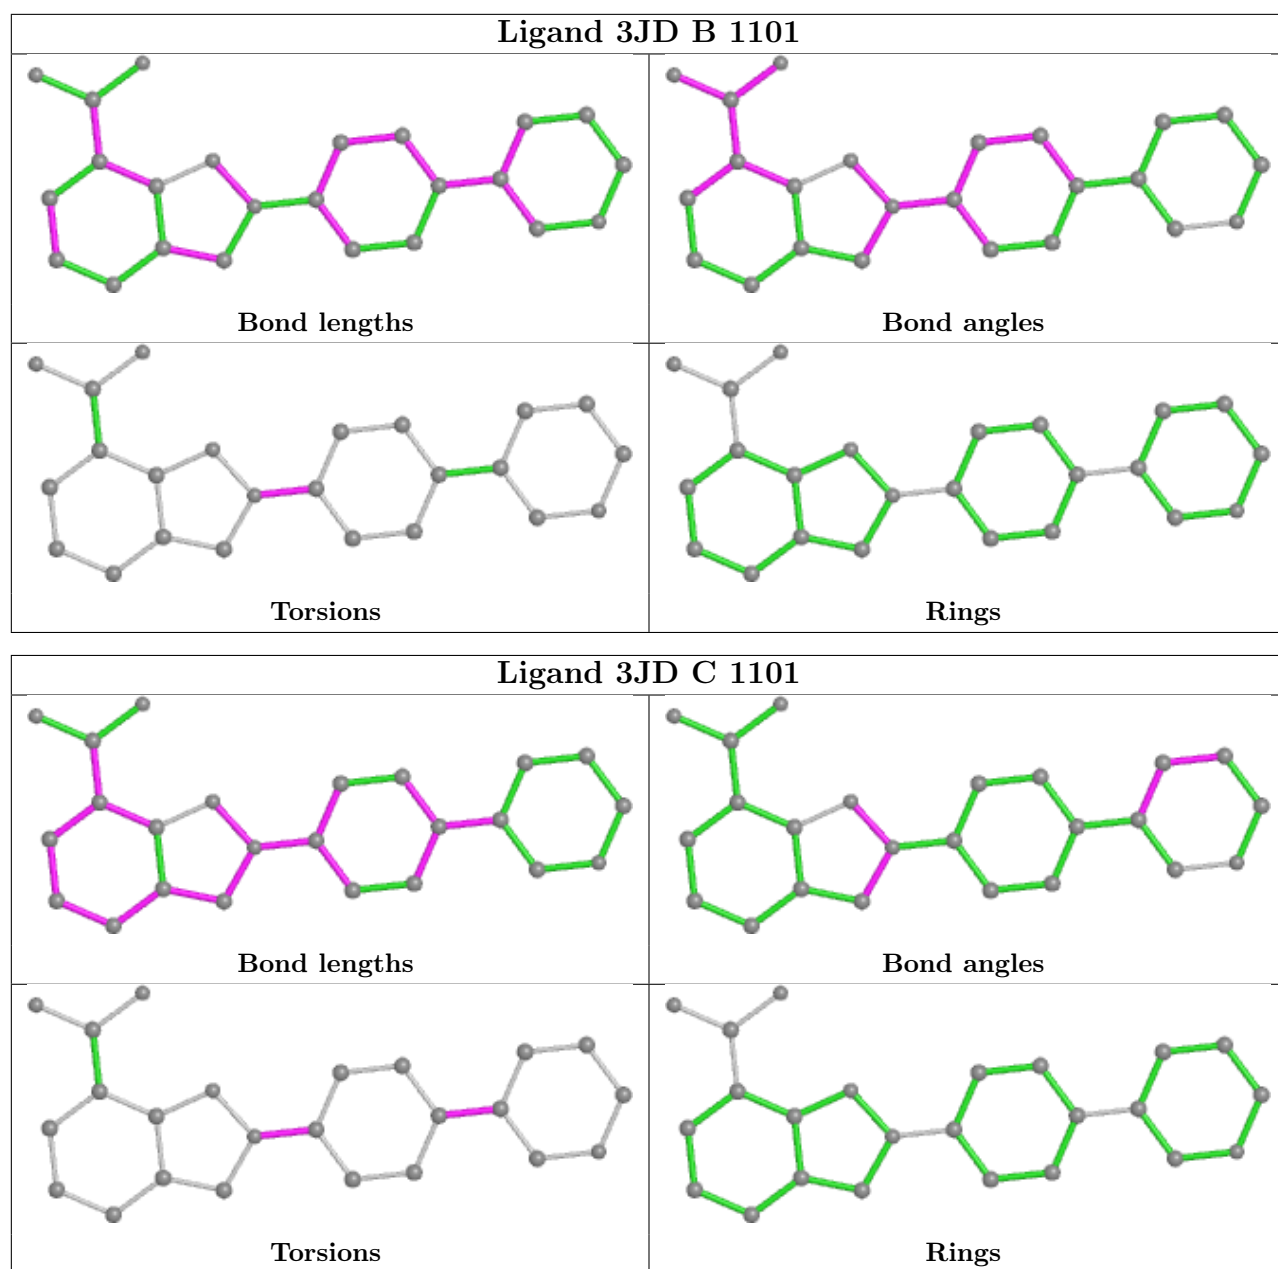 Ligand 3JD B 1101
Bond lengths
Bond angles
Torsions
Rings
Ligand 3JD C 1101
Bond lengths
Bond angles
Torsions
Rings